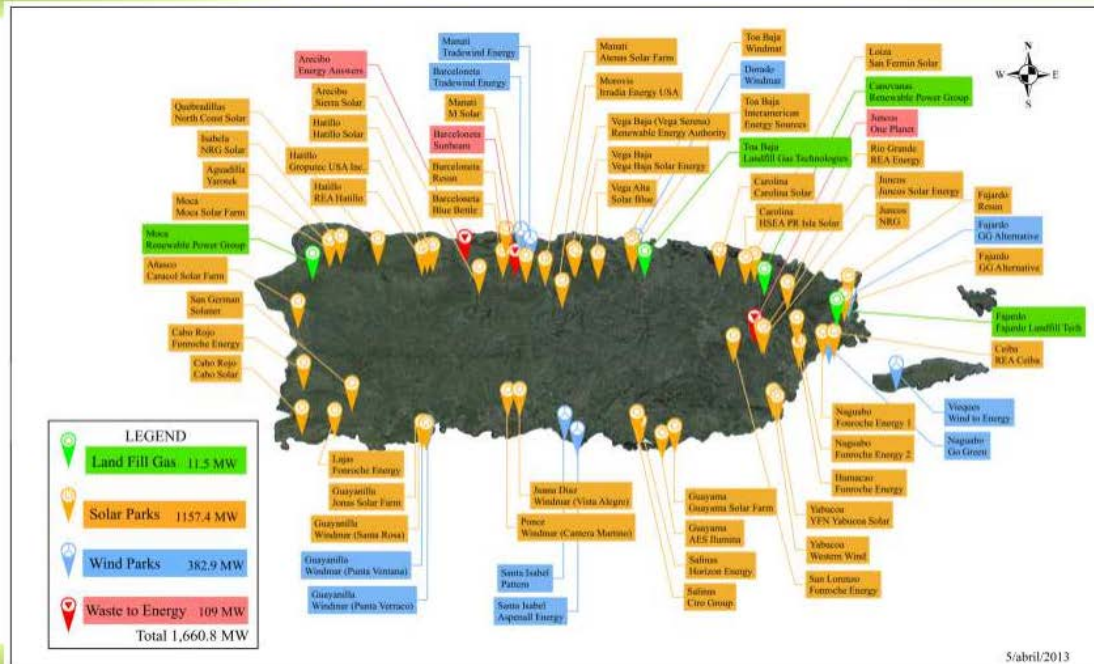 Manati
Tradewind Energy
Arecibo
Energy Answers
Barceloneta
Tradewind Energy
Manati
Atenas Solar Farm
Toa Baja
Windmar
Dorado
Windmar
Loiza
San Fermin Solar
N
W
E
S
Quebradillas
North Coast Solar
Arecibo
Sierra Solar
Manati
M Solar
Morovis
Irradia Energy USA
Toa Baja
Interamerican
Energy Sources
Canovanas
Renewable Power Group
Juncos
One Planet
Isabela
NRG Solar
Hatillo
Hatillo Solar
Barceloneta
Sunbeam
Vega Baja (Vega Serena)
Renewable Energy Authority
Toa Baja
Landfill Gas Technologies
Rio Grande
REA Energy
Aguadilla
Yarotek
Hatillo
Groputec USA Inc.
Barceloneta
Resun
Vega Baja
Vega Baja Solar Energy
Carolina
Carolina Solar
Juncos
Juncos Solar Energy
Fajardo
Resun
Moca
Moca Solar Farm
Hatillo
REA Hatillo
Barceloneta
Blue Beetle
Vega Alta
Solar Blue
Carolina
HSEA PR Isla Solar
Juncos
NRG
Fajardo
GG Alternative
Moca
Renewable Power Group
Fajardo
GG Alternative
Añasco
Caracol Solar Farm
San German
Solaner
Fajardo
Fajardo Landfill Tech
Cabo Rojo
Fonroche Energy
Ceiba
REA Ceiba
Cabo Rojo
Cabo Solar
Vieques
Wind to Energy
Naguabo
Fonroche Energy 1
Naguabo
Go Green
Naguabo
Fonroche Energy 2
Humacao
Fonroche Energy
Lajas
Fonroche Energy
Juana Diaz
Windmar (Vista Alegre)
Guayama
Guayama Solar Farm
Yabucoa
YFN Yabucoa Solar
Guayanilla
Jonas Solar Farm
Ponce
Windmar (Cantera Martino)
Guayama
AES Ilumina
Yabucoa
Western Wind
Guayanilla
Windmar (Santa Rosa)
Salinas
Horizon Energy
San Lorenzo
Fonroche Energy
Guayanilla
Windmar (Punta Ventana)
Santa Isabel
Pattern
Salinas
Ciro Group
Guayanilla
Windmar (Punta Verraco)
Santa Isabel
Aspenall Energy
LEGEND
Land Fill Gas 11.5 MW
Solar Parks 1157.4 MW
Wind Parks 382.9 MW
Waste to Energy 109 MW
Total 1,660.8 MW
5/abril/2013